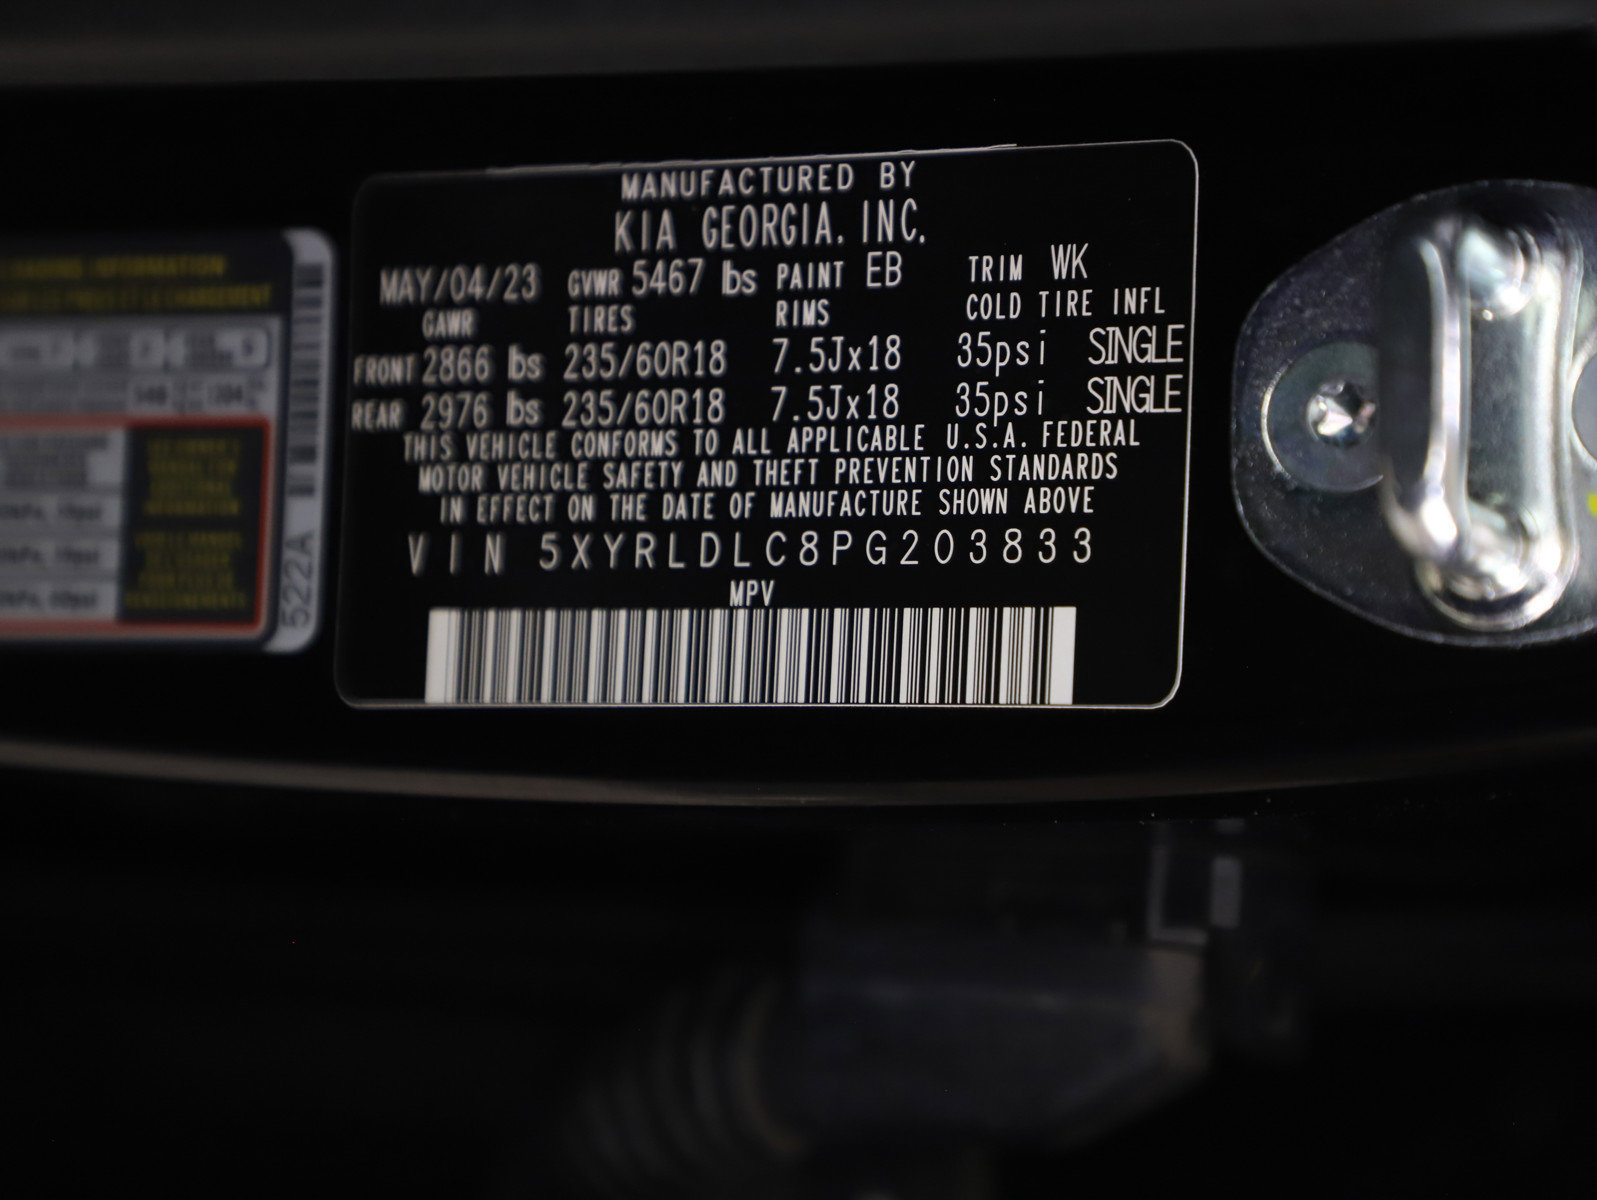 MANUFACTURED BY
KIA GEORGIA, INC.
MAY/04/23 GVWR 5467 lbs PAINT EB TRIM WK
GAWR TIRES RIMS COLD TIRE INFL
FRONT 2866 lbs 235/60R18 7.5Jx18 35psi SINGLE
REAR 2976 lbs 235/60R18 7.5Jx18 35psi SINGLE
THIS VEHICLE CONFORMS TO ALL APPLICABLE U.S.A. FEDERAL
MOTOR VEHICLE SAFETY AND THEFT PREVENTION STANDARDS
IN EFFECT ON THE DATE OF MANUFACTURE SHOWN ABOVE
VIN 5XYRLDLC8PG203833
MPV
LOADING INFORMATION
522A